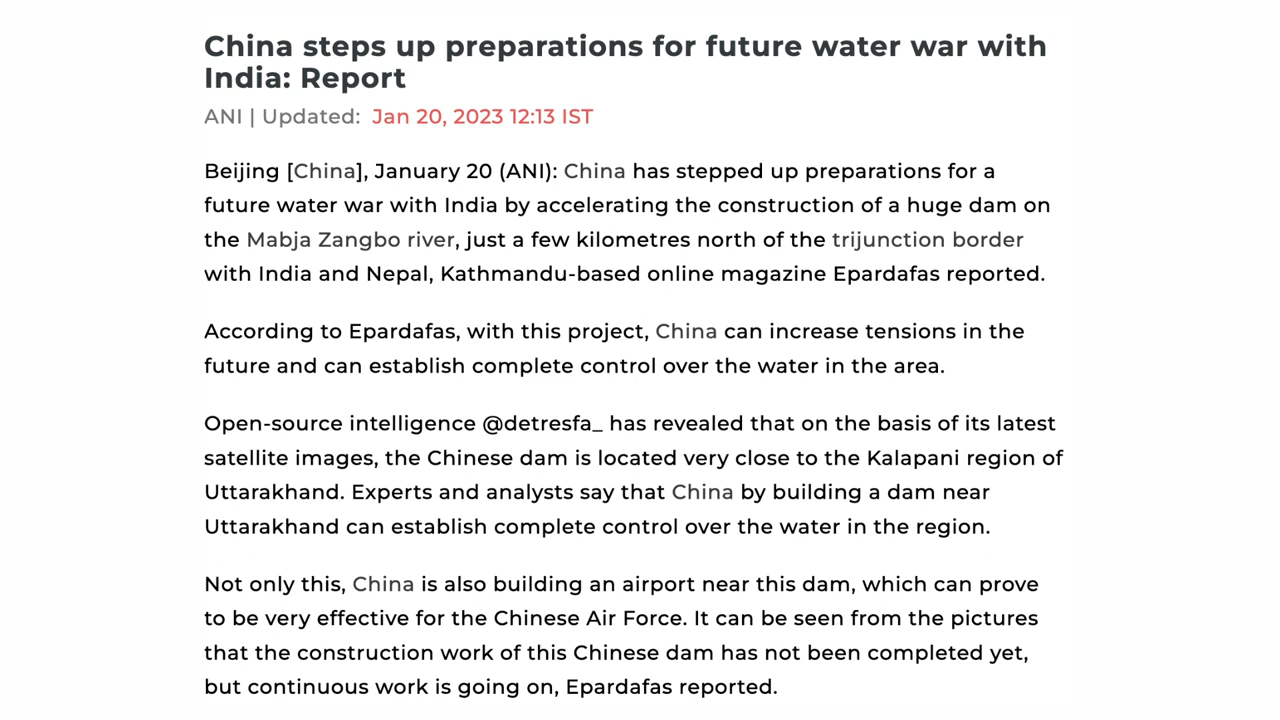 China steps up preparations for future water war with
India: Report
ANI | Updated: Jan 20, 2023 12:13 IST
Beijing [China], January 20 (ANI): China has stepped up preparations for a
future water war with India by accelerating the construction of a huge dam on
the Mabja Zangbo river, just a few kilometres north of the trijunction border
with India and Nepal, Kathmandu-based online magazine Epardafas reported.
According to Epardafas, with this project, China can increase tensions in the
future and can establish complete control over the water in the area.
Open-source intelligence @detresfa_ has revealed that on the basis of its latest
satellite images, the Chinese dam is located very close to the Kalapani region of
Uttarakhand. Experts and analysts say that China by building a dam near
Uttarakhand can establish complete control over the water in the region.
Not only this, China is also building an airport near this dam, which can prove
to be very effective for the Chinese Air Force. It can be seen from the pictures
that the construction work of this Chinese dam has not been completed yet,
but continuous work is going on, Epardafas reported.